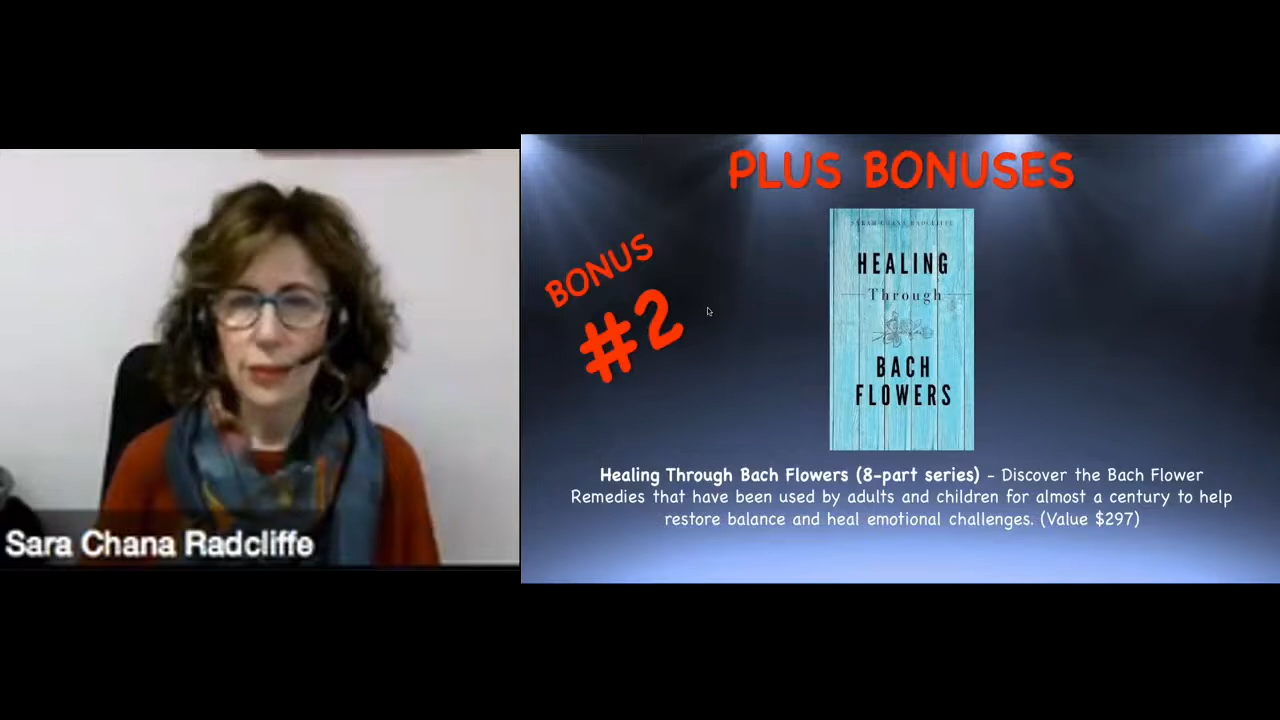 PLUS BONUSES
BONUS
#2
SARAH CHANA RADCLIFFE
HEALING
Through
BACH
FLOWERS
Healing Through Bach Flowers (8-part series) - Discover the Bach Flower
Remedies that have been used by adults and children for almost a century to help
restore balance and heal emotional challenges. (Value $297)
Sara Chana Radcliffe